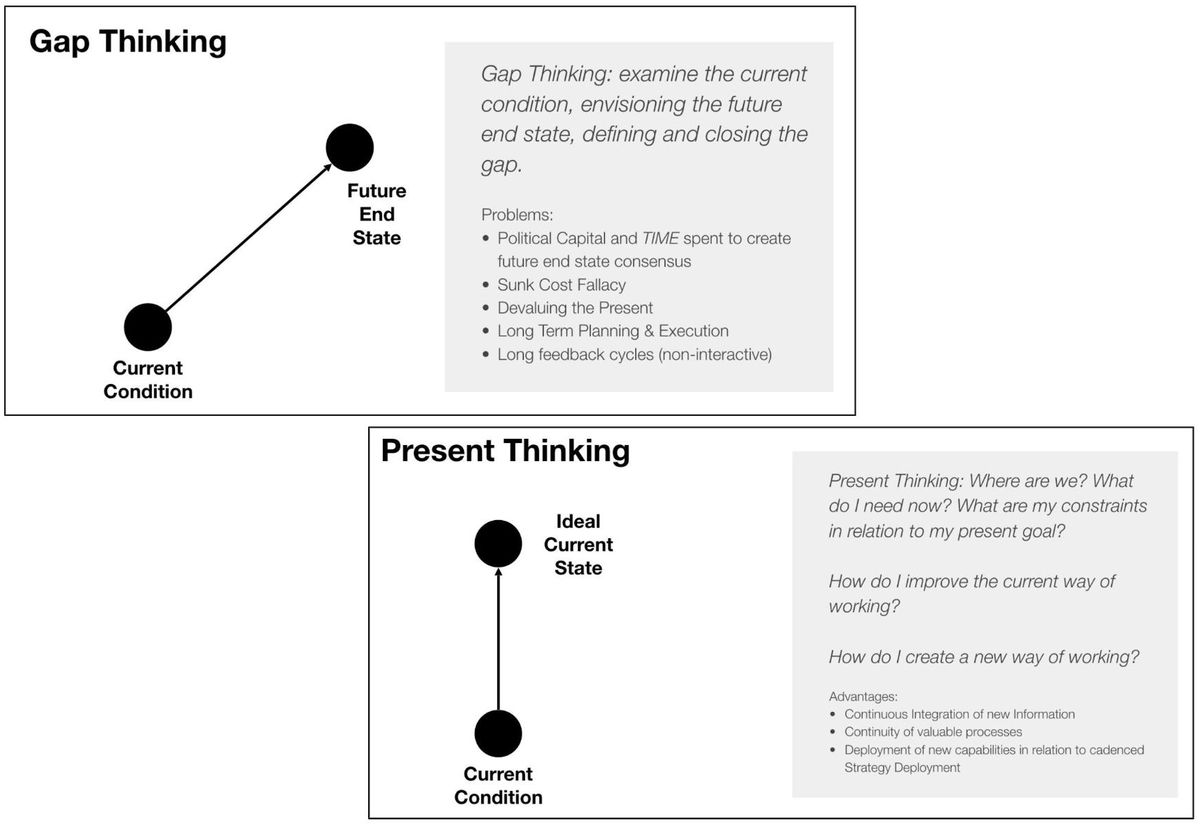 Gap Thinking
Future
End
State
Current
Condition
Gap Thinking: examine the current
condition, envisioning the future
end state, defining and closing the
gap.
Problems:
• Political Capital and TIME spent to create
future end state consensus
• Sunk Cost Fallacy
• Devaluing the Present
• Long Term Planning & Execution
• Long feedback cycles (non-interactive)
Present Thinking
Ideal
Current
State
Current
Condition
Present Thinking: Where are we? What
do I need now? What are my constraints
in relation to my present goal?
How do I improve the current way of
working?
How do I create a new way of working?
Advantages:
• Continuous Integration of new Information
• Continuity of valuable processes
• Deployment of new capabilities in relation to cadenced
Strategy Deployment